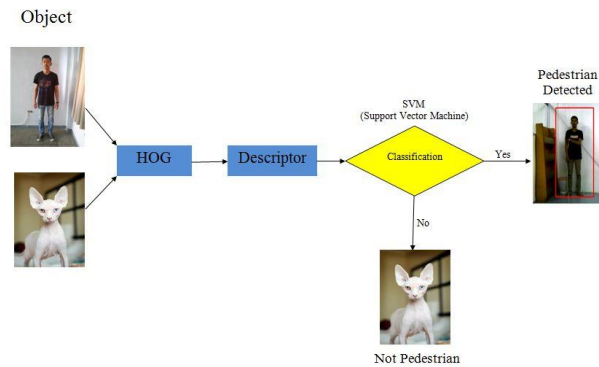 Object
HOG
Descriptor
SVM
(Support Vector Machine)
Classification
Yes
Pedestrian
Detected
No
Not Pedestrian